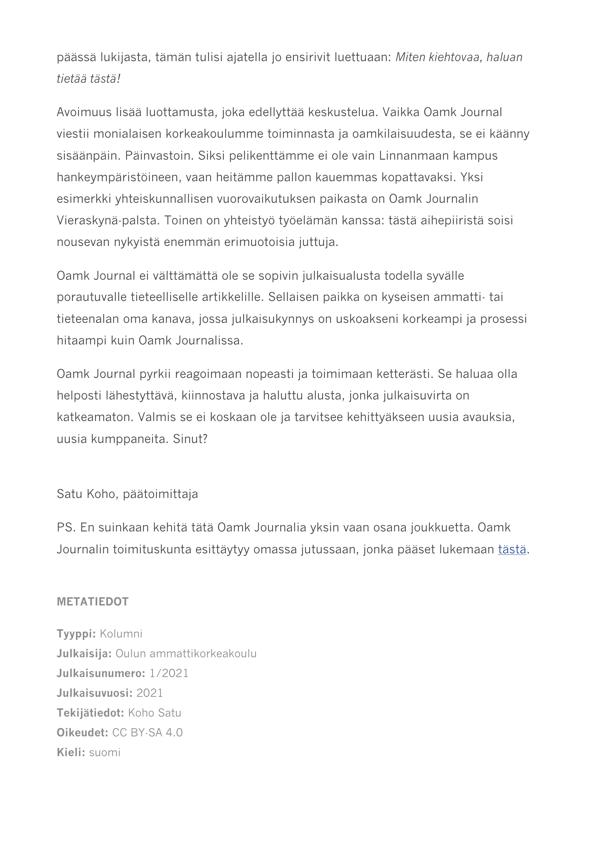 päässä lukijasta, tämän tulisi ajatella jo ensirivit luettuaan: Miten kiehtovaa, haluan
tietää tästä!
Avoimuus lisää luottamusta, joka edellyttää keskustelua. Vaikka Oamk Journal
viestii monialaisen korkeakoulumme toiminnasta ja oamkilaisuudesta, se ei käänny
sisäänpäin. Päinvastoin. Siksi pelikenttämme ei ole vain Linnanmaan kampus
hankeympäristöineen, vaan heitämme pallon kauemmas kopattavaksi. Yksi
esimerkki yhteiskunnallisen vuorovaikutuksen paikasta on Oamk Journalin
Vieraskynä-palsta. Toinen on yhteistyö työelämän kanssa: tästä aihepiiristä soisi
nousevan nykyistä enemmän erimuotoisia juttuja.
Oamk Journal ei välttämättä ole se sopivin julkaisualusta todella syvälle
porautuvalle tieteelliselle artikkelille. Sellaisen paikka on kyseisen ammatti- tai
tieteenalan oma kanava, jossa julkaisukynnys on uskoakseni korkeampi ja prosessi
hitaampi kuin Oamk Journalissa.
Oamk Journal pyrkii reagoimaan nopeasti ja toimimaan ketterästi. Se haluaa olla
helposti lähestyttävä, kiinnostava ja haluttu alusta, jonka julkaisuvirta on
katkeamaton. Valmis se ei koskaan ole ja tarvitsee kehittyäkseen uusia avauksia,
uusia kumppaneita. Sinut?
Satu Koho, päätoimittaja
PS. En suinkaan kehitä tätä Oamk Journalia yksin vaan osana joukkuetta. Oamk
Journalin toimituskunta esittäytyy omassa jutussaan, jonka pääset lukemaan tästä.
METATIEDOT
Tyyppi: Kolumni
Julkaisija: Oulun ammattikorkeakoulu
Julkaisunumero: 1/2021
Julkaisuvuosi: 2021
Tekijätiedot: Koho Satu
Oikeudet: CC BY-SA 4.0
Kieli: suomi